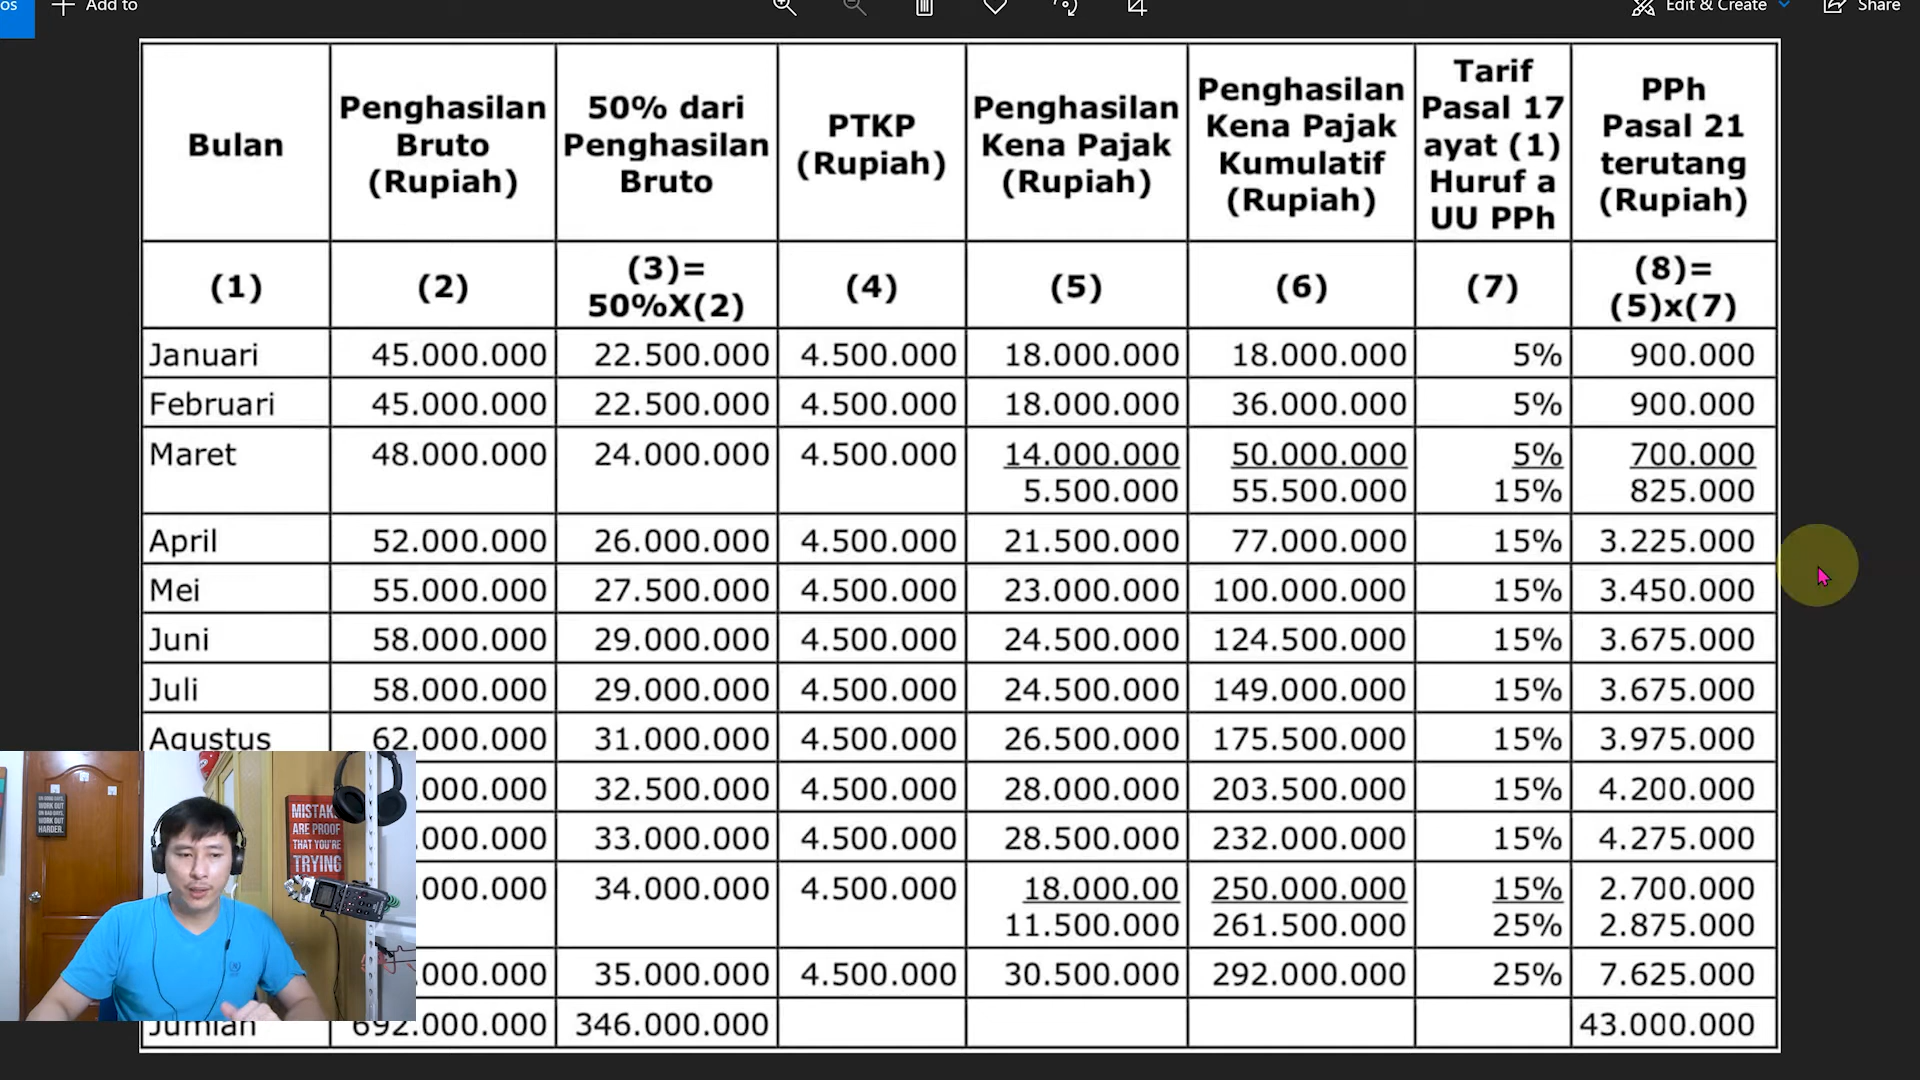 os + Add to Edit & Create Share
Bulan Penghasilan Bruto (Rupiah) 50% dari Penghasilan Bruto PTKP (Rupiah) Penghasilan Kena Pajak (Rupiah) Penghasilan Kena Pajak Kumulatif (Rupiah) Tarif Pasal 17 ayat (1) Huruf a UU PPh PPh Pasal 21 terutang (Rupiah)
(1) (2) (3)= 50%X(2) (4) (5) (6) (7) (8)= (5)x(7)
Januari 45.000.000 22.500.000 4.500.000 18.000.000 18.000.000 5% 900.000
Februari 45.000.000 22.500.000 4.500.000 18.000.000 36.000.000 5% 900.000
Maret 48.000.000 24.000.000 4.500.000 14.000.000 50.000.000 5% 700.000
5.500.000 55.500.000 15% 825.000
April 52.000.000 26.000.000 4.500.000 21.500.000 77.000.000 15% 3.225.000
Mei 55.000.000 27.500.000 4.500.000 23.000.000 100.000.000 15% 3.450.000
Juni 58.000.000 29.000.000 4.500.000 24.500.000 124.500.000 15% 3.675.000
Juli 58.000.000 29.000.000 4.500.000 24.500.000 149.000.000 15% 3.675.000
Agustus 62.000.000 31.000.000 4.500.000 26.500.000 175.500.000 15% 3.975.000
.000.000 32.500.000 4.500.000 28.000.000 203.500.000 15% 4.200.000
.000.000 33.000.000 4.500.000 28.500.000 232.000.000 15% 4.275.000
.000.000 34.000.000 4.500.000 18.000.00 250.000.000 15% 2.700.000
11.500.000 261.500.000 25% 2.875.000
.000.000 35.000.000 4.500.000 30.500.000 292.000.000 25% 7.625.000
Jumlah 692.000.000 346.000.000 43.000.000
MISTAK
ARE PROOF
THAT YOU'RE
TRYING
WORK OUT
WORK OUT
HARDER.